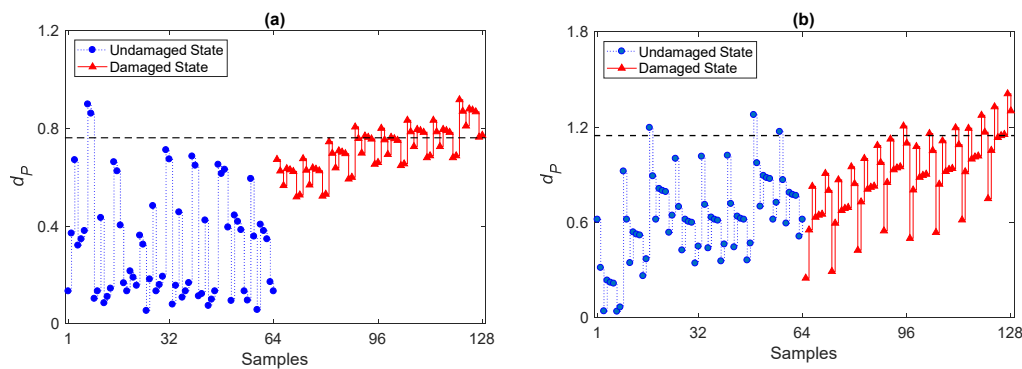 (a)
1.2
0.8
0.4
0
d_P
Undamaged State
Damaged State
1
32
64
96
128
Samples
(b)
1.8
1.2
0.6
0
d_P
Undamaged State
Damaged State
1
32
64
96
128
Samples